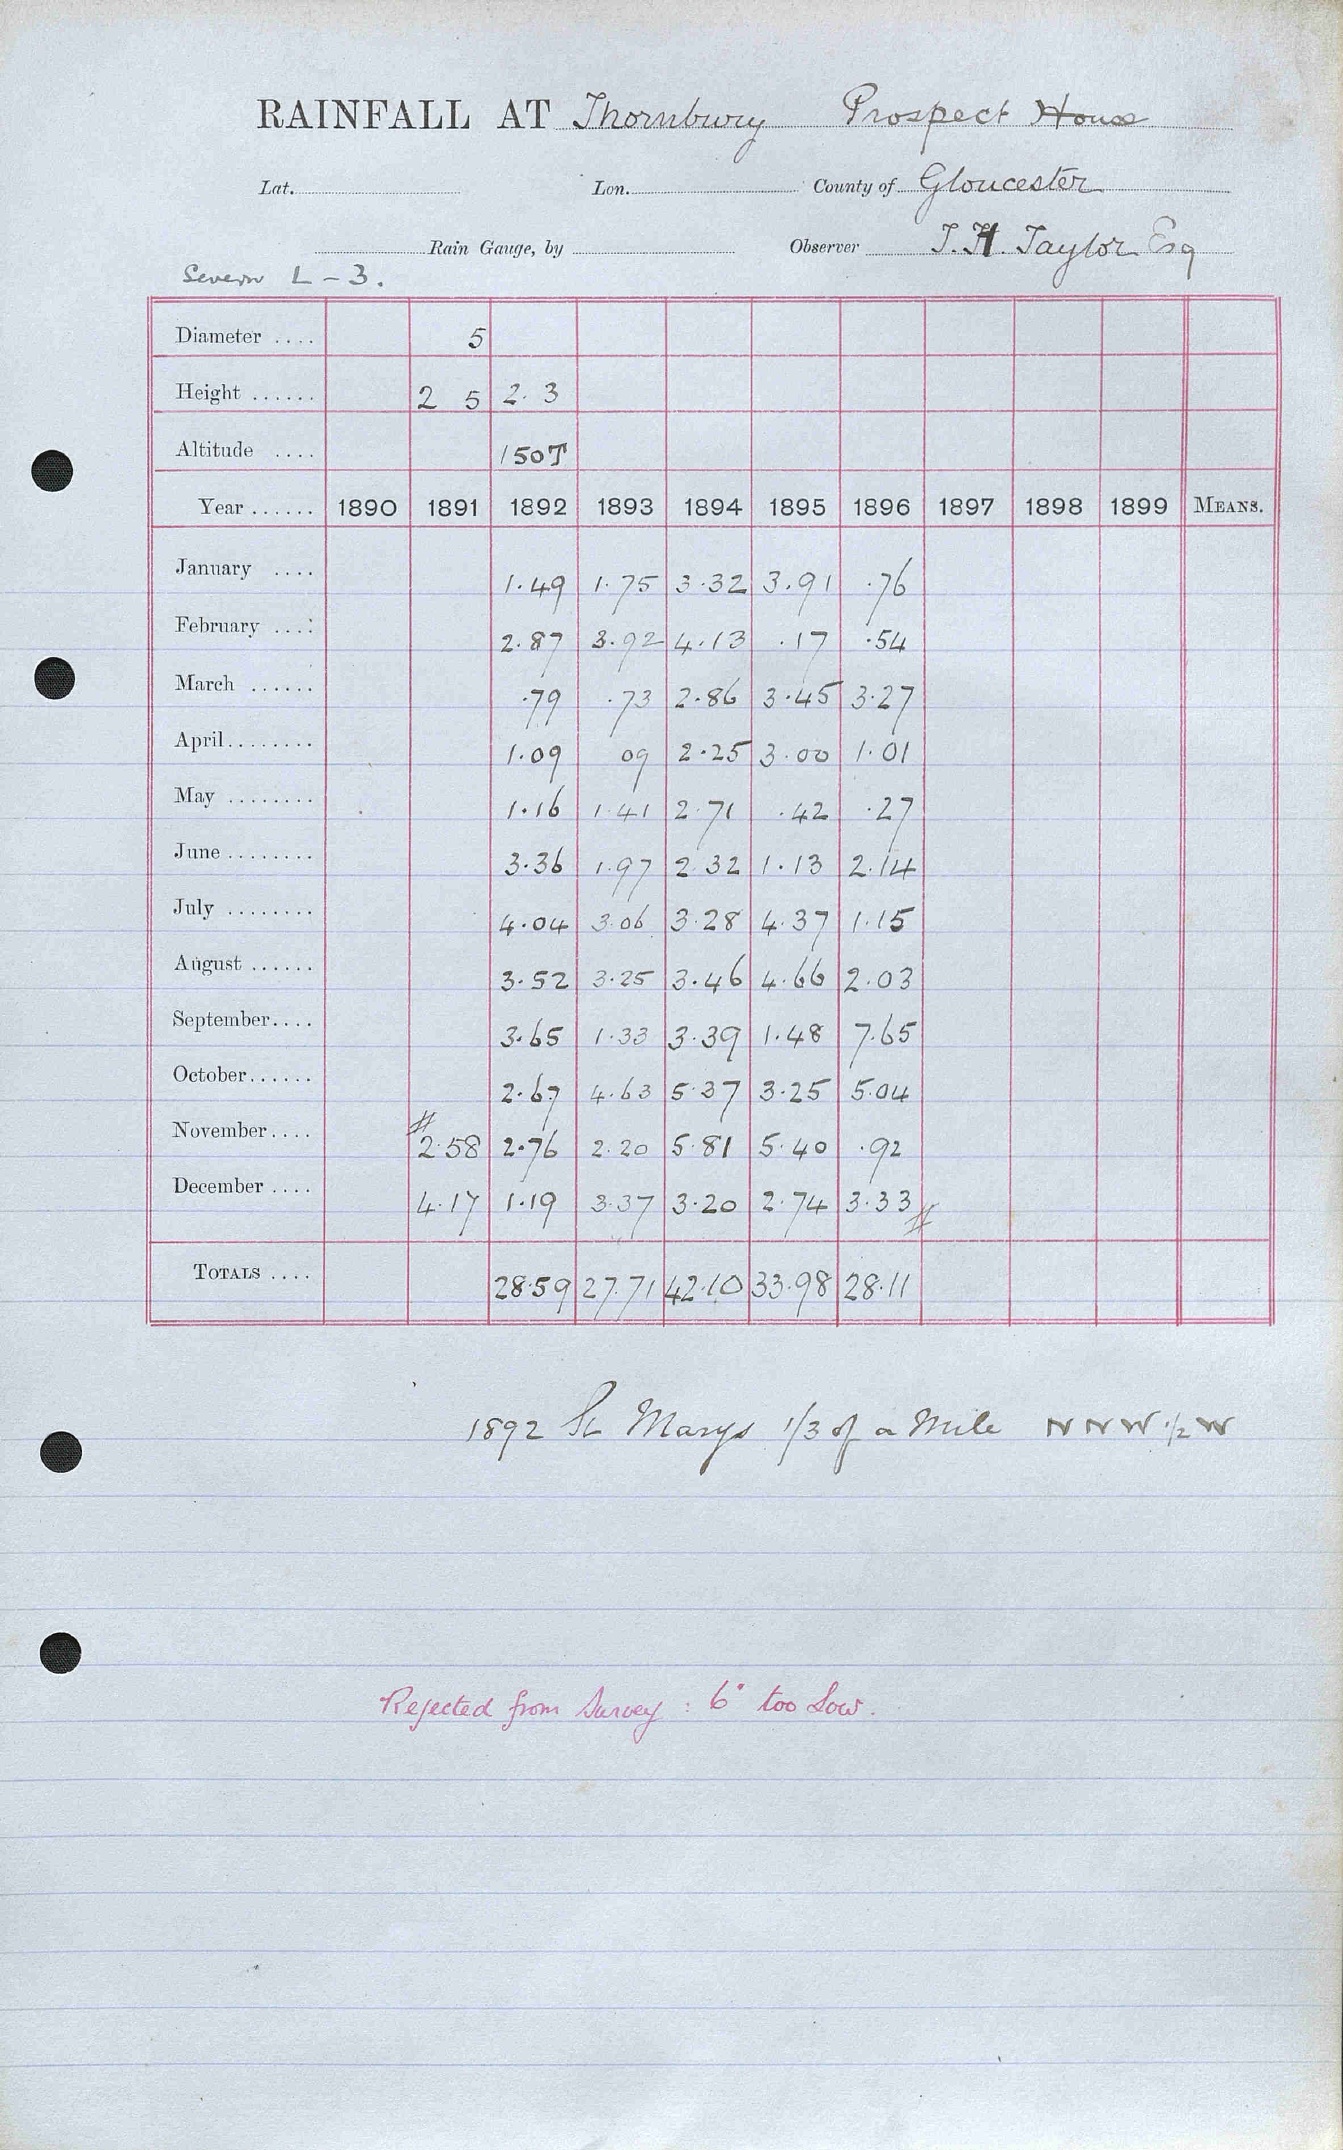 RAINFALL AT Thornbury Prospect House
Lat. Lon. County of Gloucester
Rain Gauge, by Observer J. H. Taylor Esq
Severn L - 3.
Diameter .... 5
Height ...... 2 5 2. 3
Altitude .... 150T
Year ...... 1890 1891 1892 1893 1894 1895 1896 1897 1898 1899 MEANS.
January .... 1.49 1.75 3.32 3.91 .76
February .... 2.87 3.92 4.13 .17 .54
March ...... .79 .73 2.86 3.45 3.27
April........ 1.09 09 2.25 3.00 1.01
May ........ 1.16 1.41 2.71 .42 .27
June ........ 3.36 1.97 2.32 1.13 2.14
July ........ 4.04 3.06 3.28 4.37 1.15
August ...... 3.52 3.25 3.46 4.66 2.03
September.... 3.65 1.33 3.39 1.48 7.65
October...... 2.67 4.63 5.37 3.25 5.04
November.... 2.58 2.76 2.20 5.81 5.40 .92
December .... 4.17 1.19 3.37 3.20 2.74 3.33
TOTALS .... 28.59 27.71 42.10 33.98 28.11
1892 St Marys 1/3 of a Mile N N W 1/2 W
Rejected from Survey : 6" too Low.